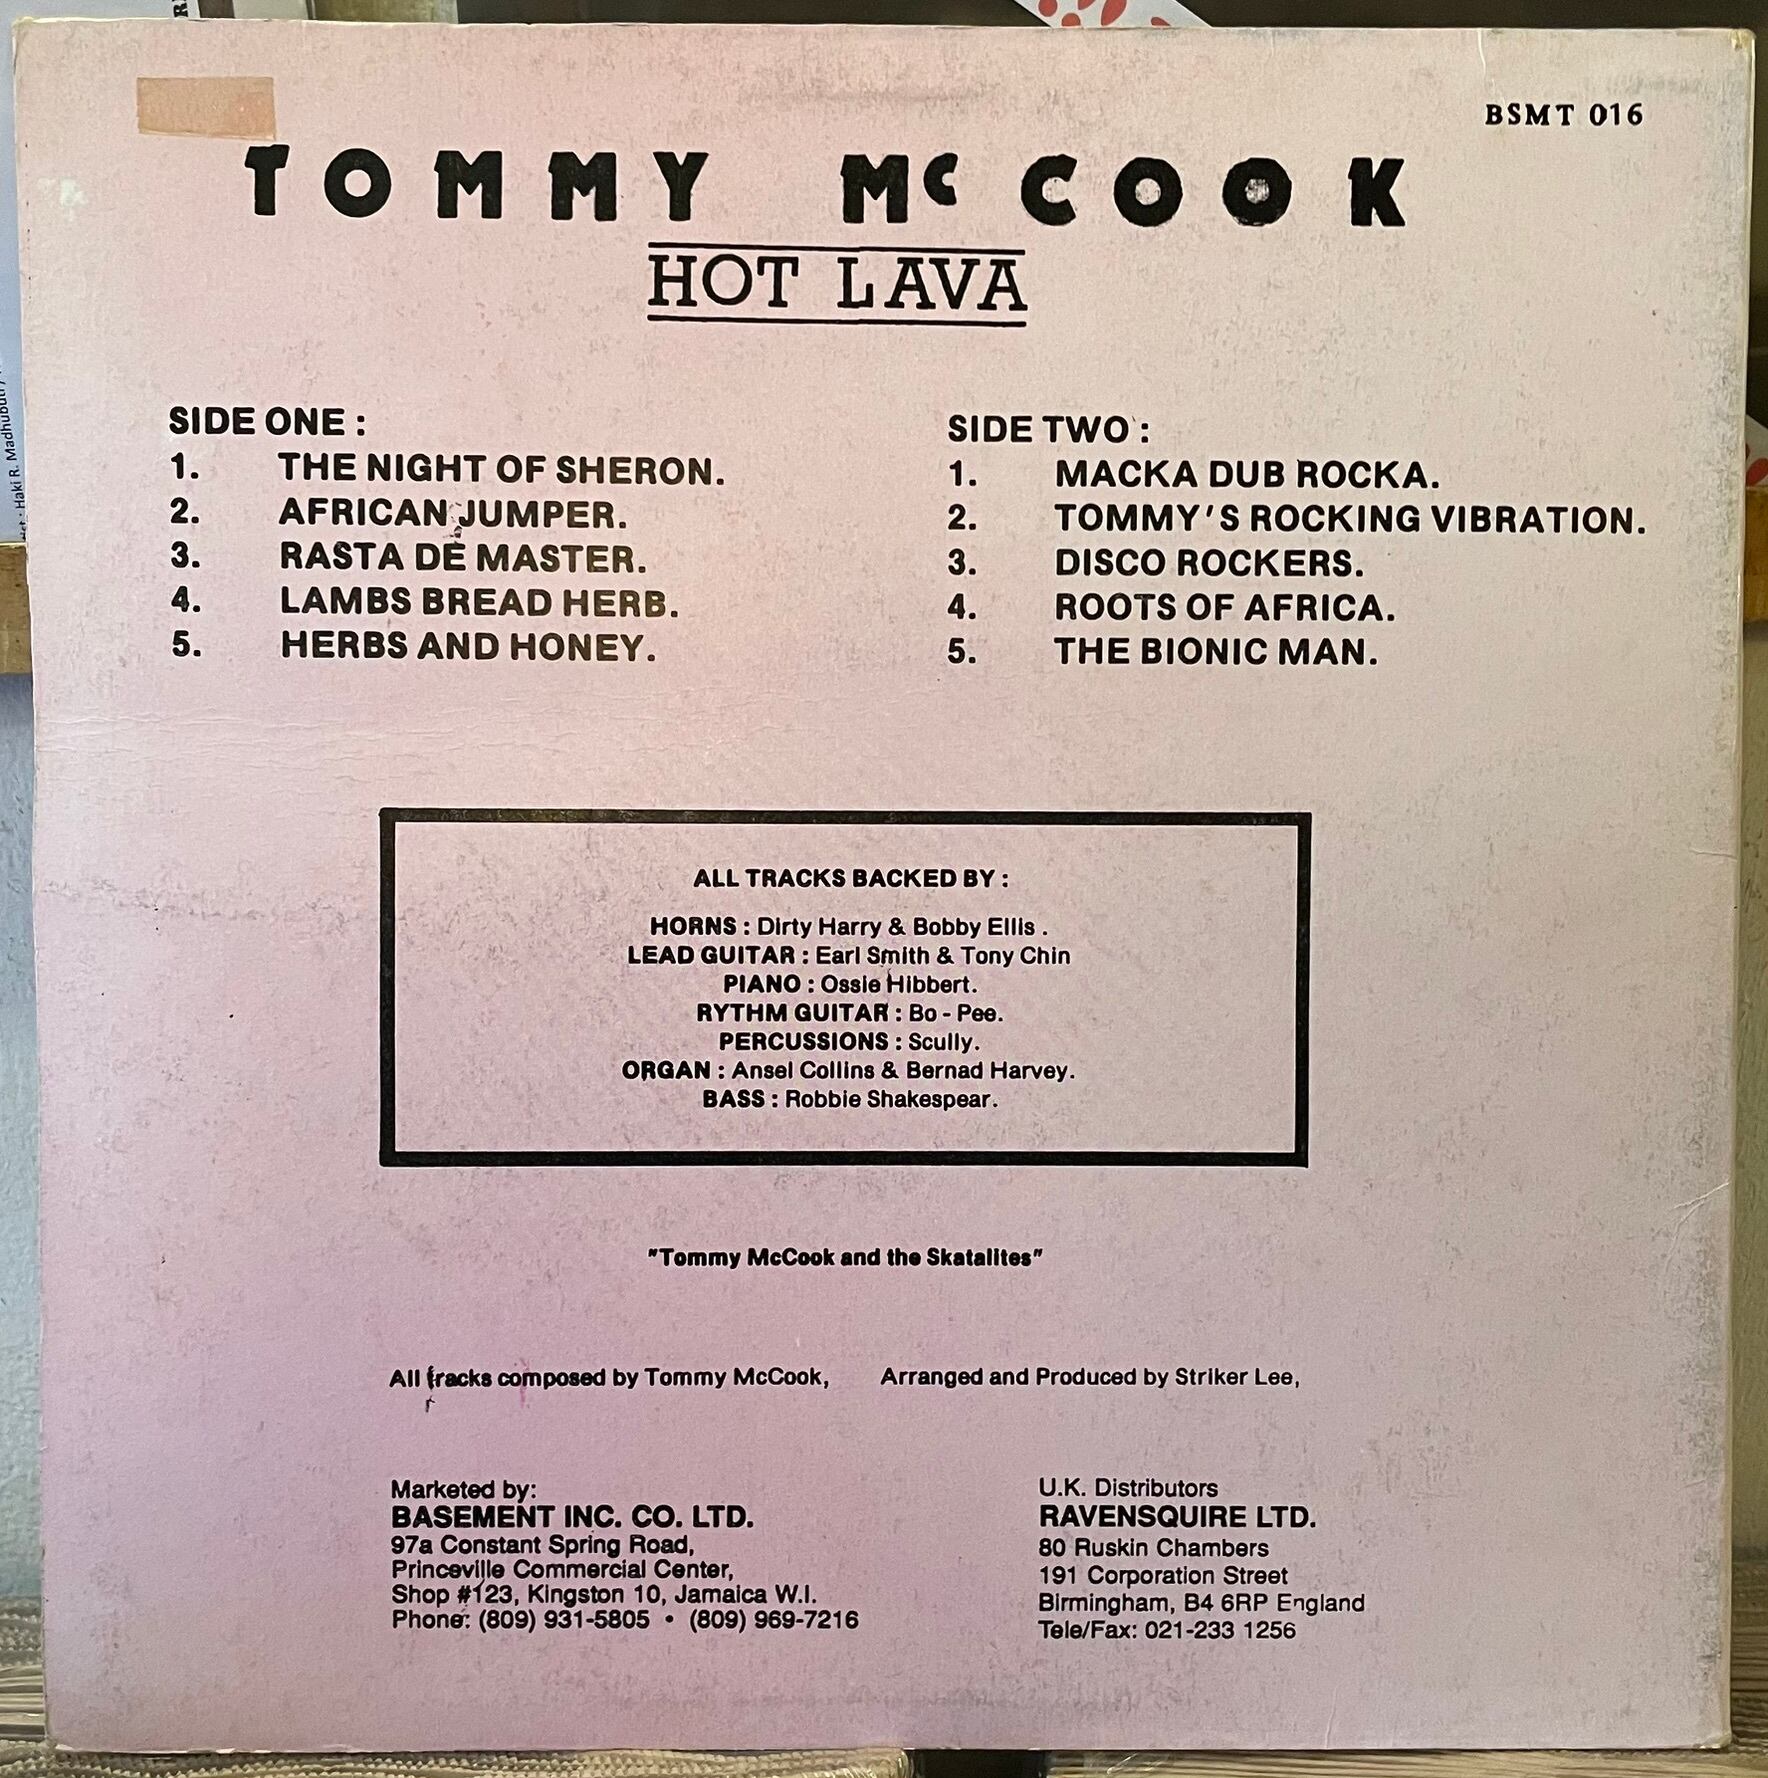 BSMT 016
TOMMY McCOOK
HOT LAVA
SIDE ONE :
1. THE NIGHT OF SHERON.
2. AFRICAN JUMPER.
3. RASTA DE MASTER.
4. LAMBS BREAD HERB.
5. HERBS AND HONEY.
SIDE TWO :
1. MACKA DUB ROCKA.
2. TOMMY'S ROCKING VIBRATION.
3. DISCO ROCKERS.
4. ROOTS OF AFRICA.
5. THE BIONIC MAN.
ALL TRACKS BACKED BY :
HORNS : Dirty Harry & Bobby Ellis .
LEAD GUITAR : Earl Smith & Tony Chin
PIANO : Ossie Hibbert.
RYTHM GUITAR : Bo - Pee.
PERCUSSIONS : Scully.
ORGAN : Ansel Collins & Bernad Harvey.
BASS : Robbie Shakespear.
"Tommy McCook and the Skatalites"
All tracks composed by Tommy McCook, Arranged and Produced by Striker Lee,
Marketed by:
BASEMENT INC. CO. LTD.
97a Constant Spring Road,
Princeville Commercial Center,
Shop #123, Kingston 10, Jamaica W.I.
Phone: (809) 931-5805 • (809) 969-7216
U.K. Distributors
RAVENSQUIRE LTD.
80 Ruskin Chambers
191 Corporation Street
Birmingham, B4 6RP England
Tele/Fax: 021-233 1256
Haki R. Madhubuti